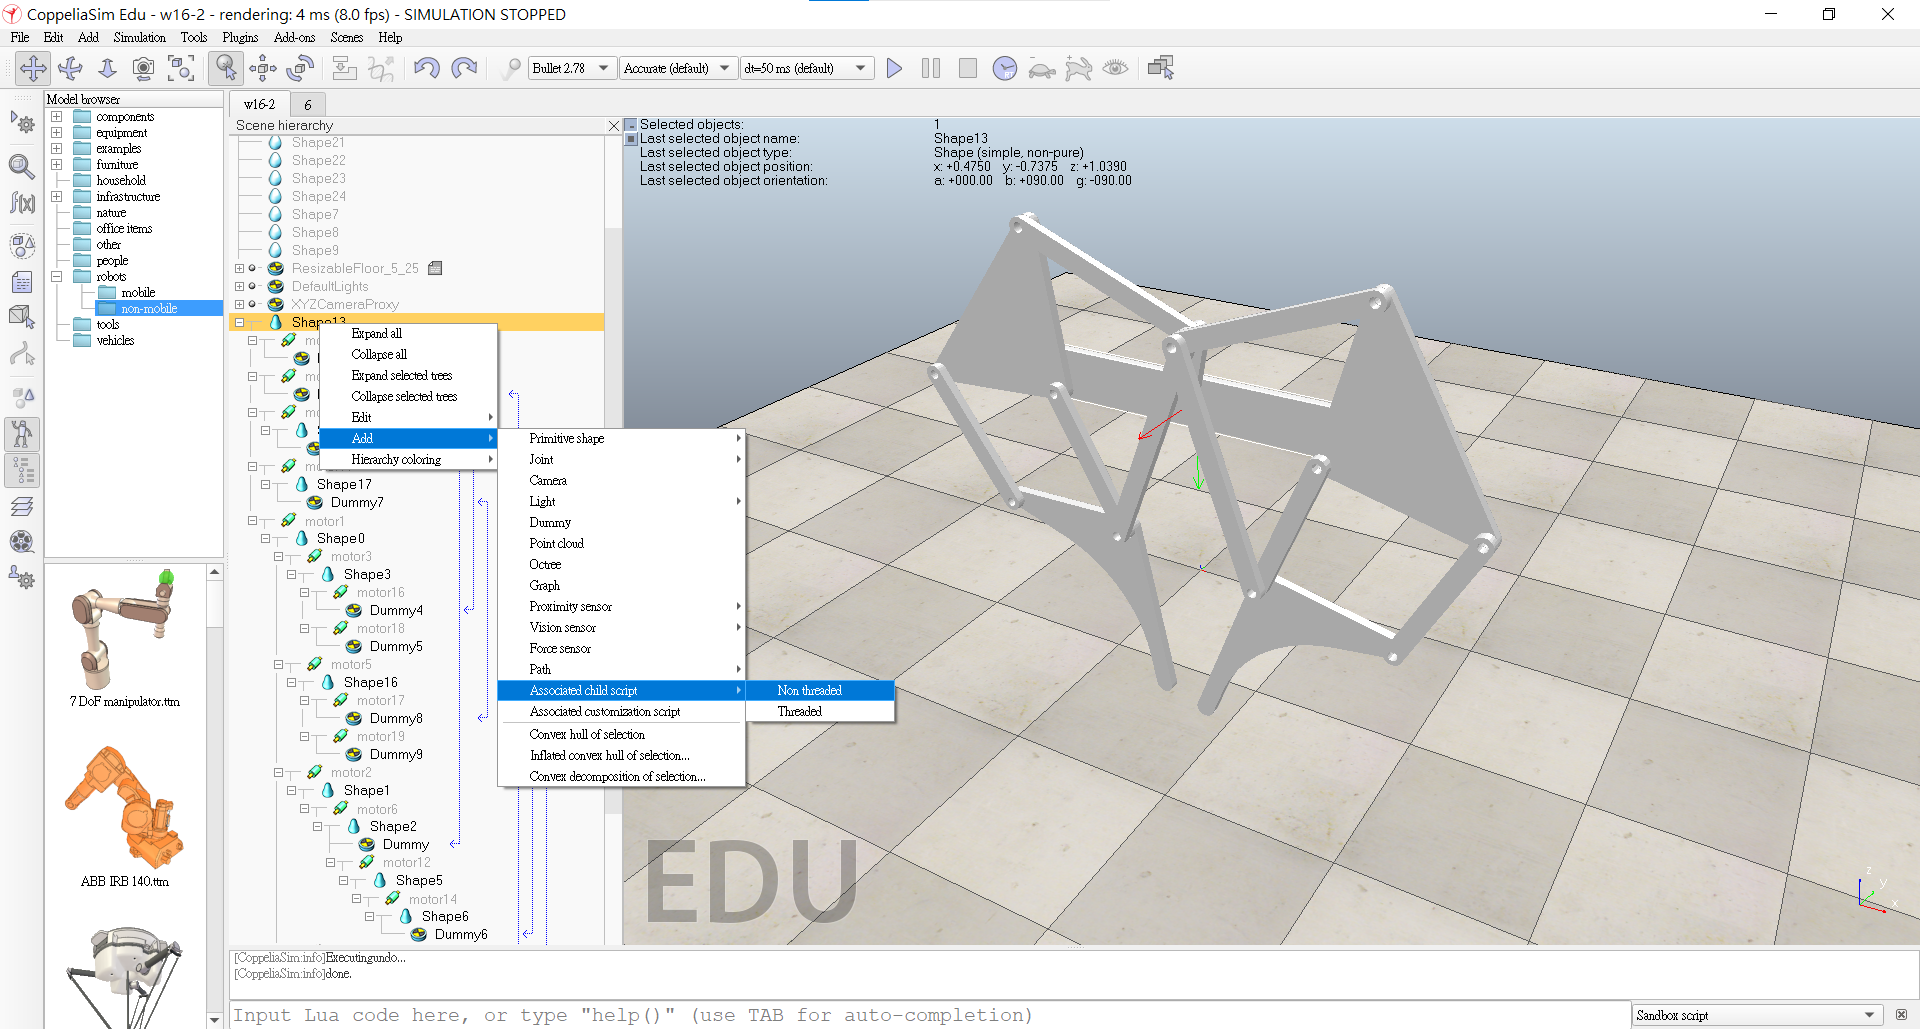 CoppeliaSim Edu - w16-2 - rendering: 4 ms (8.0 fps) - SIMULATION STOPPED
File Edit Add Simulation Tools Plugins Add-ons Scenes Help
Bullet 2.78 Accurate (default) dt=50 ms (default) RT
Model browser
components
equipment
examples
furniture
household
infrastructure
nature
office items
other
people
robots
mobile
non-mobile
tools
vehicles
7 DoF manipulator.ttm
ABB IRB 140.ttm
w16-2 6
Scene hierarchy
Shape21
Shape22
Shape23
Shape24
Shape7
Shape8
Shape9
ResizableFloor_5_25
DefaultLights
XYZCameraProxy
Shape13
Shape17
Dummy7
motor1
Shape0
motor3
Shape3
motor16
Dummy4
motor18
Dummy5
motor5
Shape16
motor17
Dummy8
motor19
Dummy9
motor2
Shape1
motor6
Shape2
Dummy
motor12
Shape5
motor14
Shape6
Dummy6
Expand all
Collapse all
Expand selected trees
Collapse selected trees
Edit
Add
Hierarchy coloring
Primitive shape
Joint
Camera
Light
Dummy
Point cloud
Octree
Graph
Proximity sensor
Vision sensor
Force sensor
Path
Associated child script
Associated customization script
Convex hull of selection
Inflated convex hull of selection...
Convex decomposition of selection...
Non threaded
Threaded
Selected objects: 1
Last selected object name: Shape13
Last selected object type: Shape (simple, non-pure)
Last selected object position: x: +0.4750 y: -0.7375 z: +1.0390
Last selected object orientation: a: +000.00 b: +090.00 g: -090.00
EDU
z
y
x
[CoppeliaSim:info]Executingundo...
[CoppeliaSim:info]done.
Input Lua code here, or type "help()" (use TAB for auto-completion)
Sandbox script